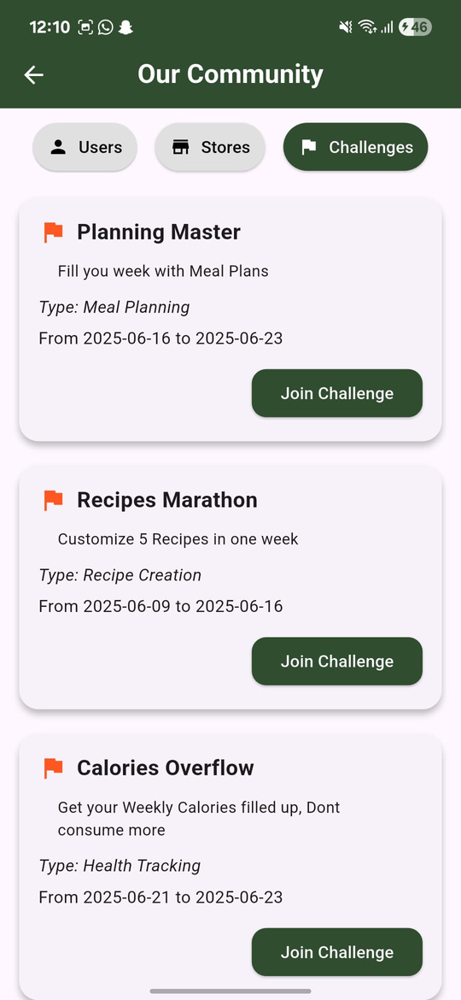 12:10
46
Our Community
Users
Stores
Challenges
Planning Master
Fill you week with Meal Plans
Type: Meal Planning
From 2025-06-16 to 2025-06-23
Join Challenge
Recipes Marathon
Customize 5 Recipes in one week
Type: Recipe Creation
From 2025-06-09 to 2025-06-16
Join Challenge
Calories Overflow
Get your Weekly Calories filled up, Dont
consume more
Type: Health Tracking
From 2025-06-21 to 2025-06-23
Join Challenge